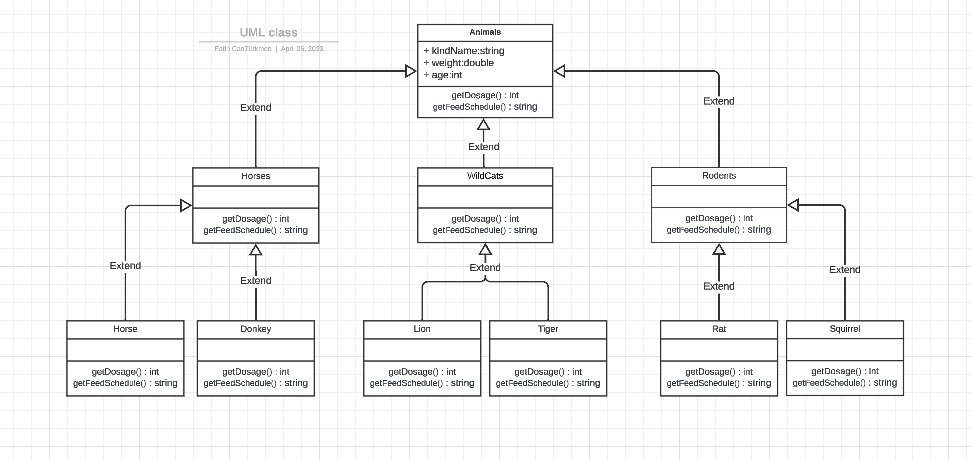 UML class
Fatih CanTürkmen | April 26, 2023
Animals
+ kindName:string
+ weight:double
+ age:int
getDosage() : int
getFeedSchedule() : string
Extend
Extend
Extend
Horses
getDosage() : int
getFeedSchedule() : string
WildCats
getDosage() : int
getFeedSchedule() : string
Rodents
getDosage() : int
getFeedSchedule() : string
Extend
Extend
Extend
Extend
Extend
Horse
getDosage() : int
getFeedSchedule() : string
Donkey
getDosage() : int
getFeedSchedule() : string
Lion
getDosage() : int
getFeedSchedule() : string
Tiger
getDosage() : int
getFeedSchedule() : string
Rat
getDosage() : int
getFeedSchedule() : string
Squirrel
getDosage() : int
getFeedSchedule() : string